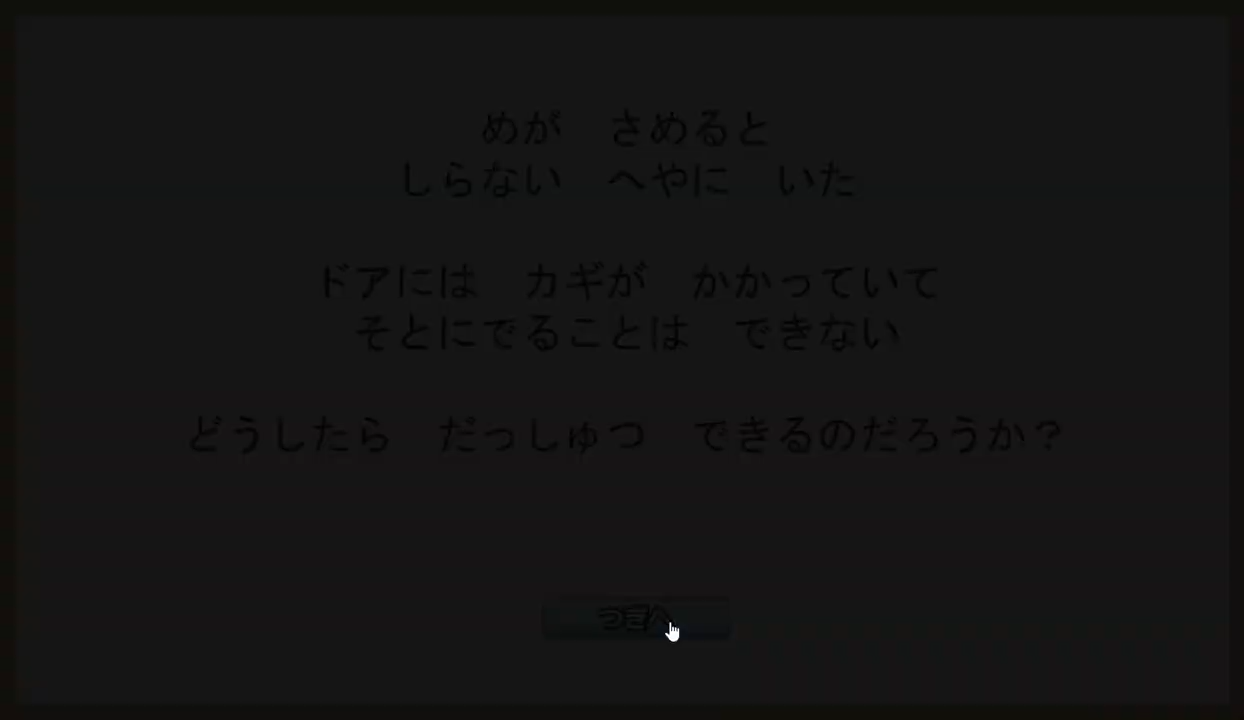 めが　さめると
しらない　へやに　いた
ドアには　カギが　かかっていて
そとにでることは　できない
どうしたら　だっしゅつ　できるのだろうか？
つぎへ